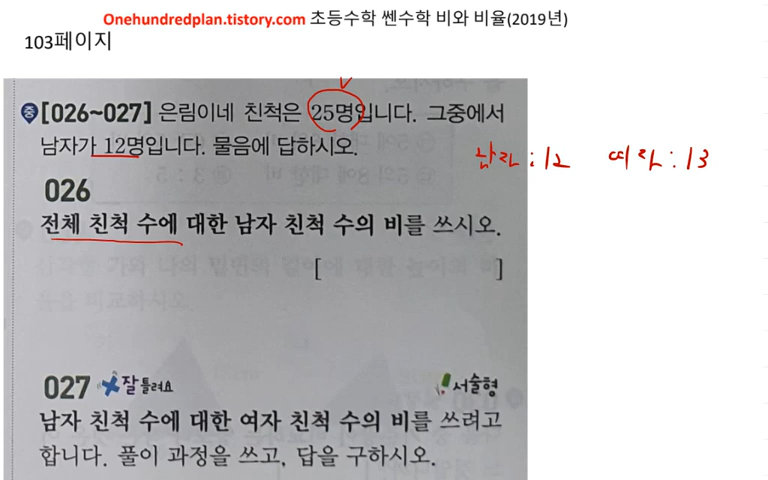 Onehundredplan.tistory.com 초등수학 쎈수학 비와 비율(2019년)
103페이지
중 [026~027] 은림이네 친척은 25명입니다. 그중에서
남자가 12명입니다. 물음에 답하시오.
남자 : 12 여자 : 13
026
전체 친척 수에 대한 남자 친척 수의 비를 쓰시오.
[ ]
027 잘 틀려요 서술형
남자 친척 수에 대한 여자 친척 수의 비를 쓰려고
합니다. 풀이 과정을 쓰고, 답을 구하시오.